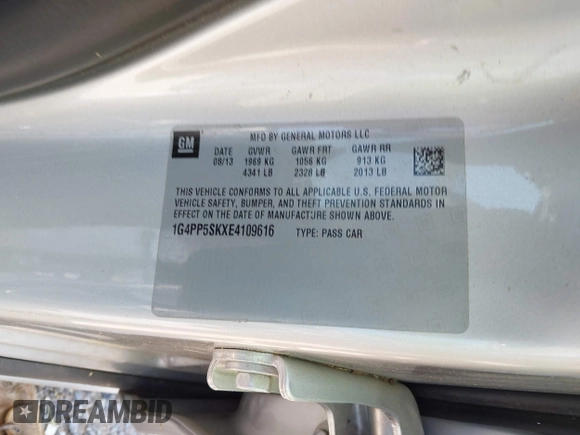 GM
MFD BY GENERAL MOTORS LLC
DATE GVWR GAWR FRT GAWR RR
08/13 1969 KG 1056 KG 913 KG
4341 LB 2328 LB 2013 LB
THIS VEHICLE CONFORMS TO ALL APPLICABLE U.S. FEDERAL MOTOR
VEHICLE SAFETY, BUMPER, AND THEFT PREVENTION STANDARDS IN
EFFECT ON THE DATE OF MANUFACTURE SHOWN ABOVE.
1G4PP5SKXE4109616 TYPE: PASS CAR
DREAMBID